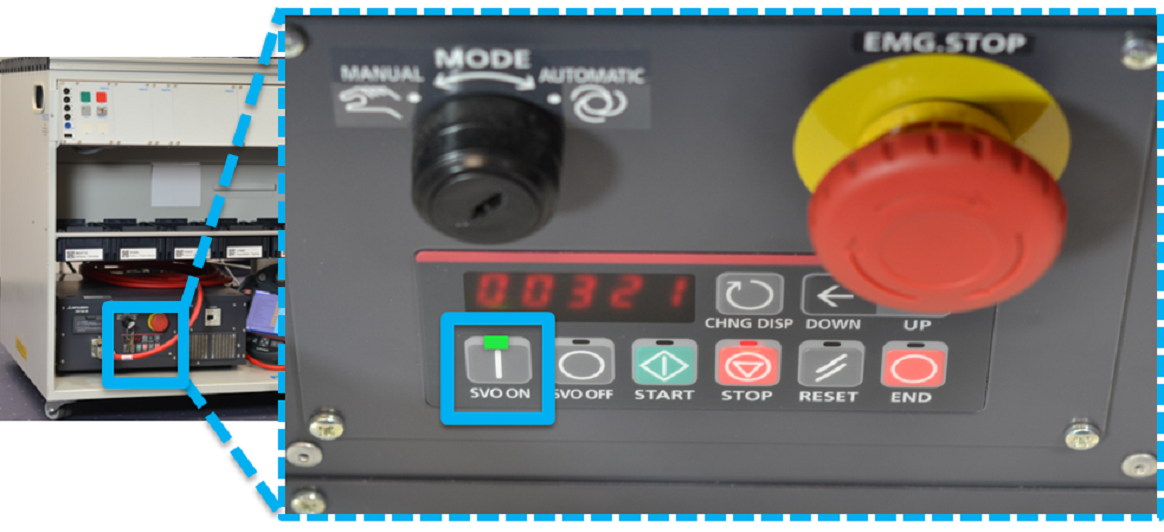 EMG.STOP
MODE
MANUAL AUTOMATIC
00321
CHNG DISP DOWN UP
SVO ON SVO OFF START STOP RESET END